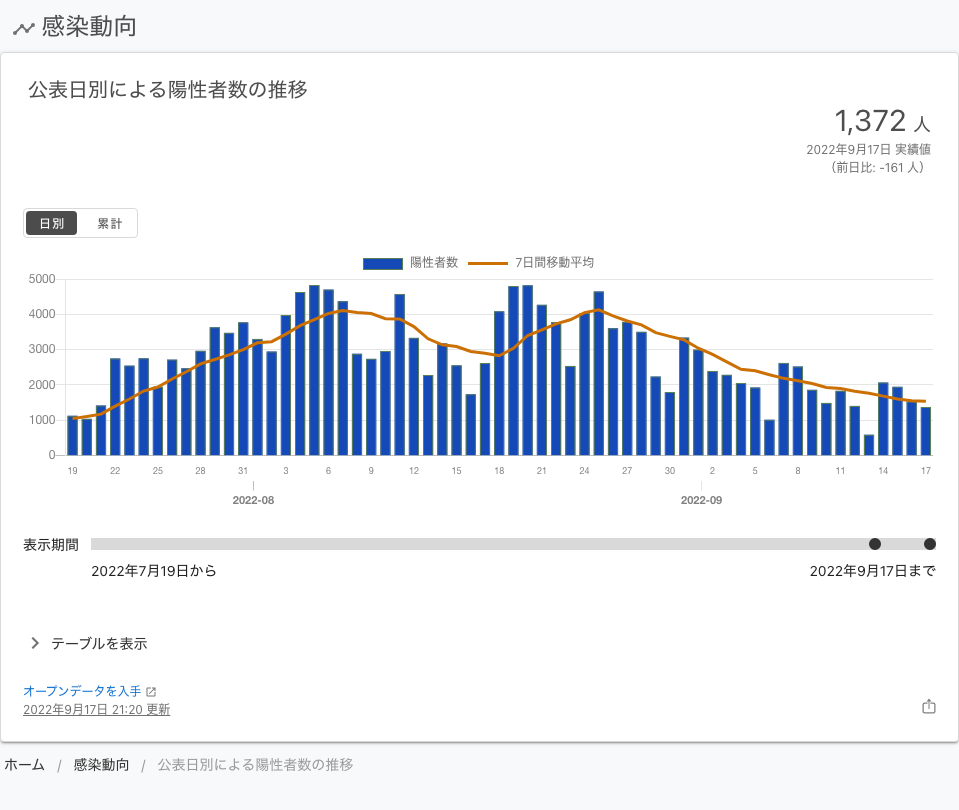 感染動向
公表日別による陽性者数の推移
1,372 人
2022年9月17日 実績値
（前日比: -161 人）
日別 累計
陽性者数 7日間移動平均
5000
4000
3000
2000
1000
0
19 22 25 28 31 3 6 9 12 15 18 21 24 27 30 2 5 8 11 14 17
2022-08 2022-09
表示期間
2022年7月19日から 2022年9月17日まで
テーブルを表示
オープンデータを入手
2022年9月17日 21:20 更新
ホーム / 感染動向 / 公表日別による陽性者数の推移